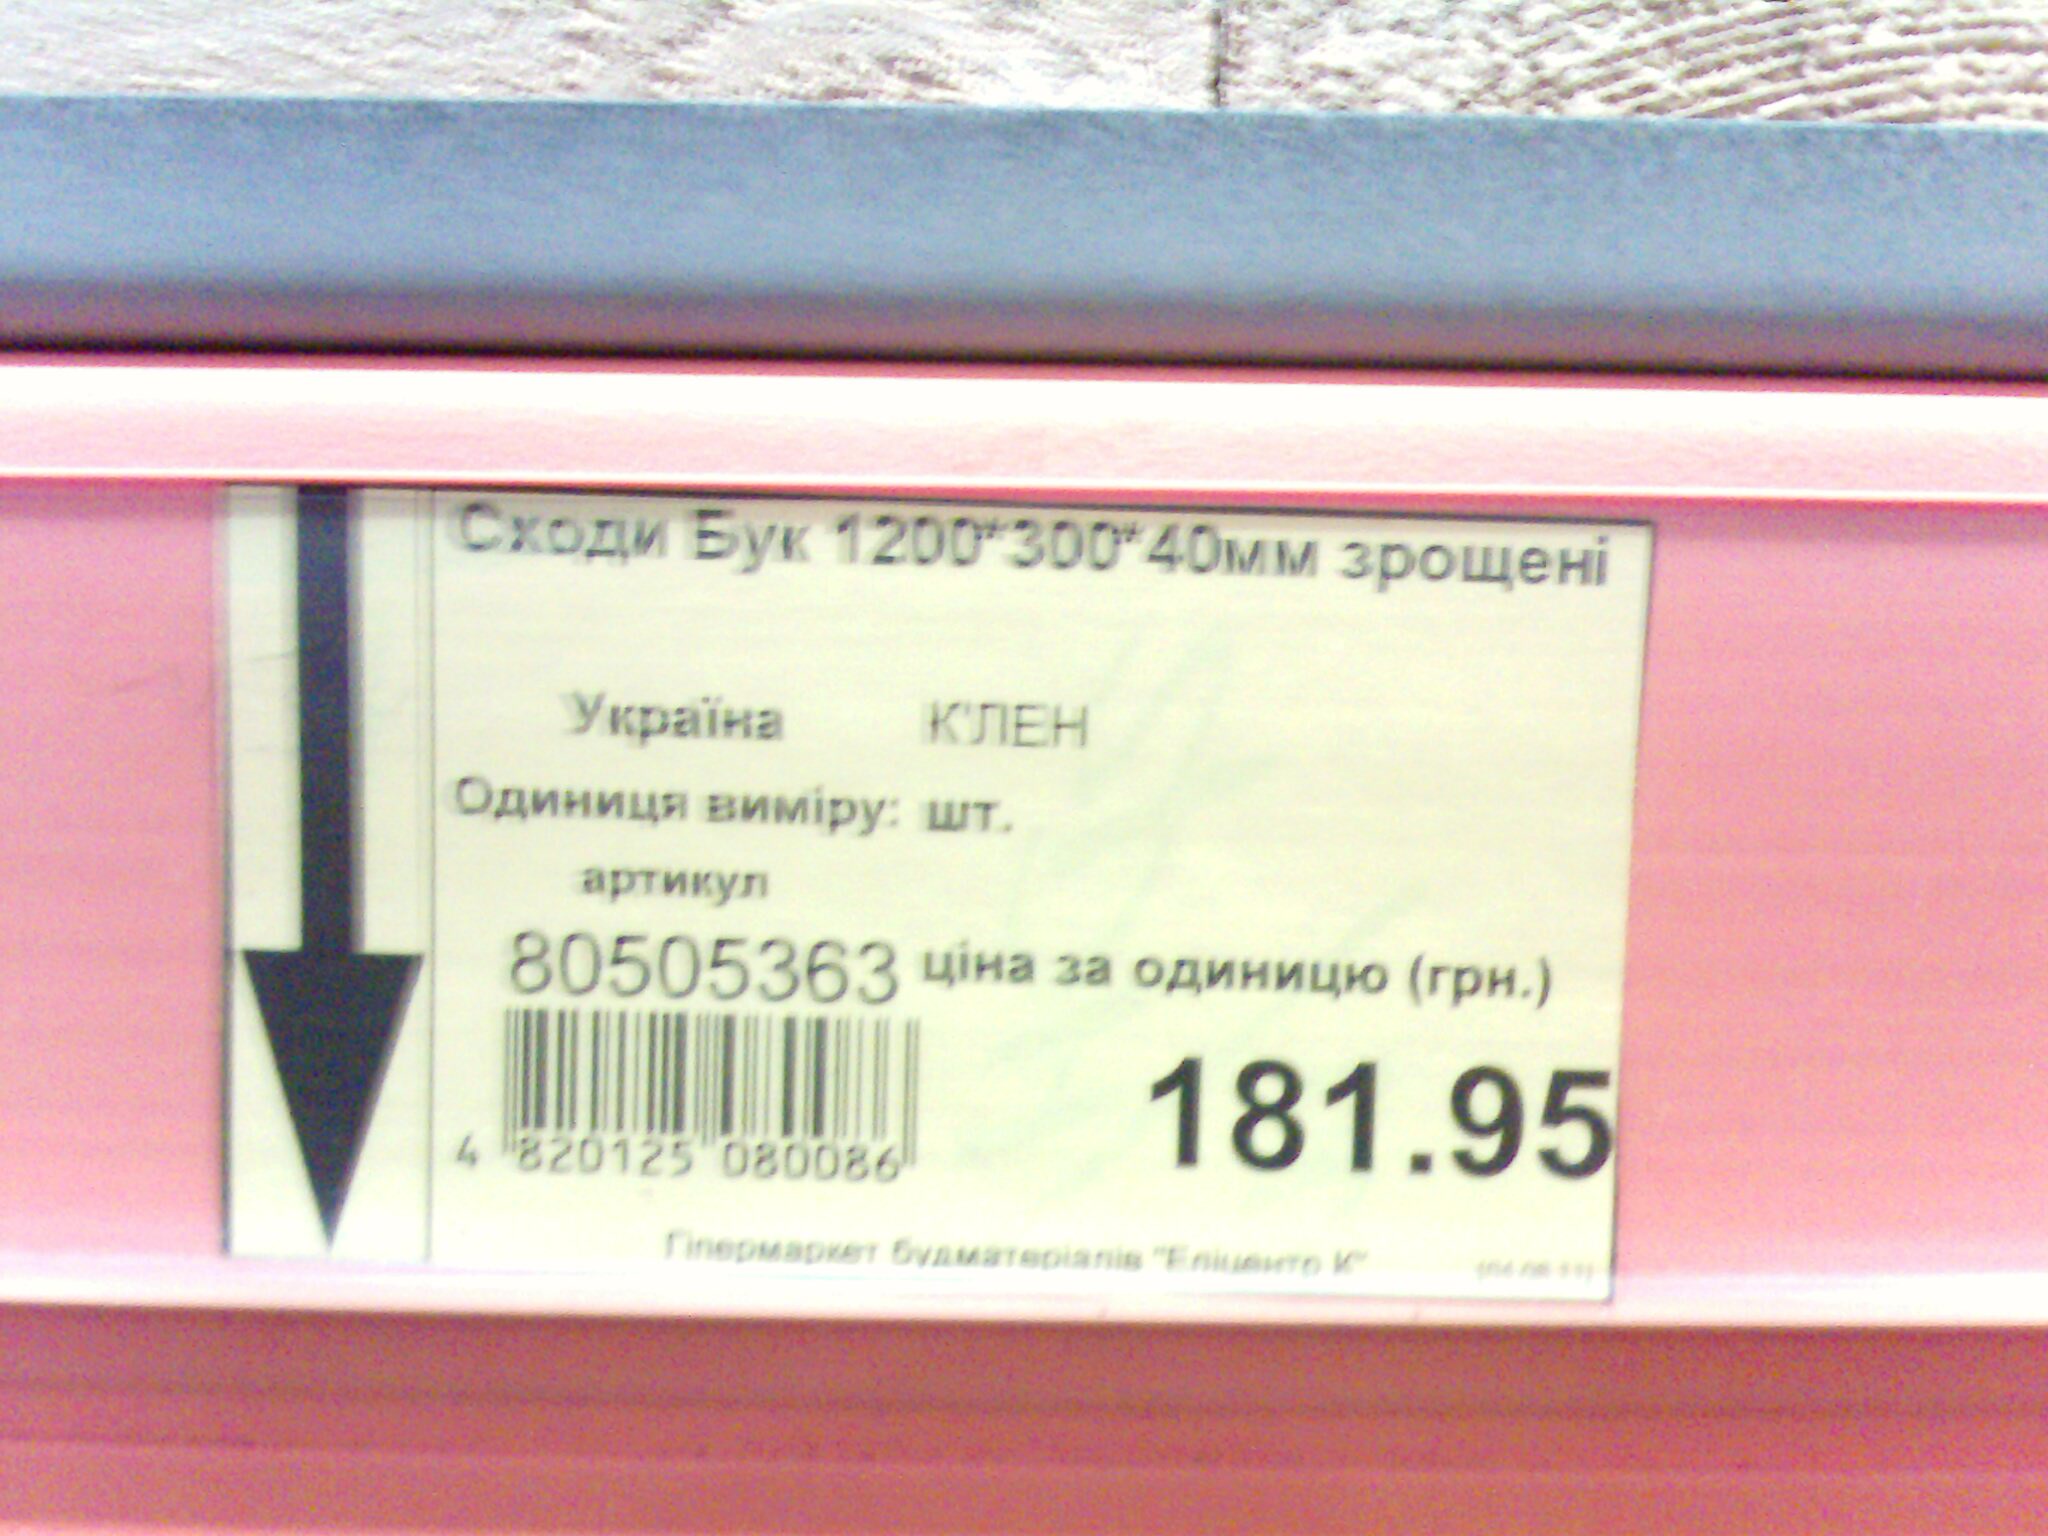 Сходи Бук 1200*300*40мм зрощені
Україна К'ЛЕН
Одиниця виміру: шт.
артикул
80505363 ціна за одиницю (грн.)
181.95
4 820125 080086
Гіпермаркет будматеріалів "Епіцентр К"